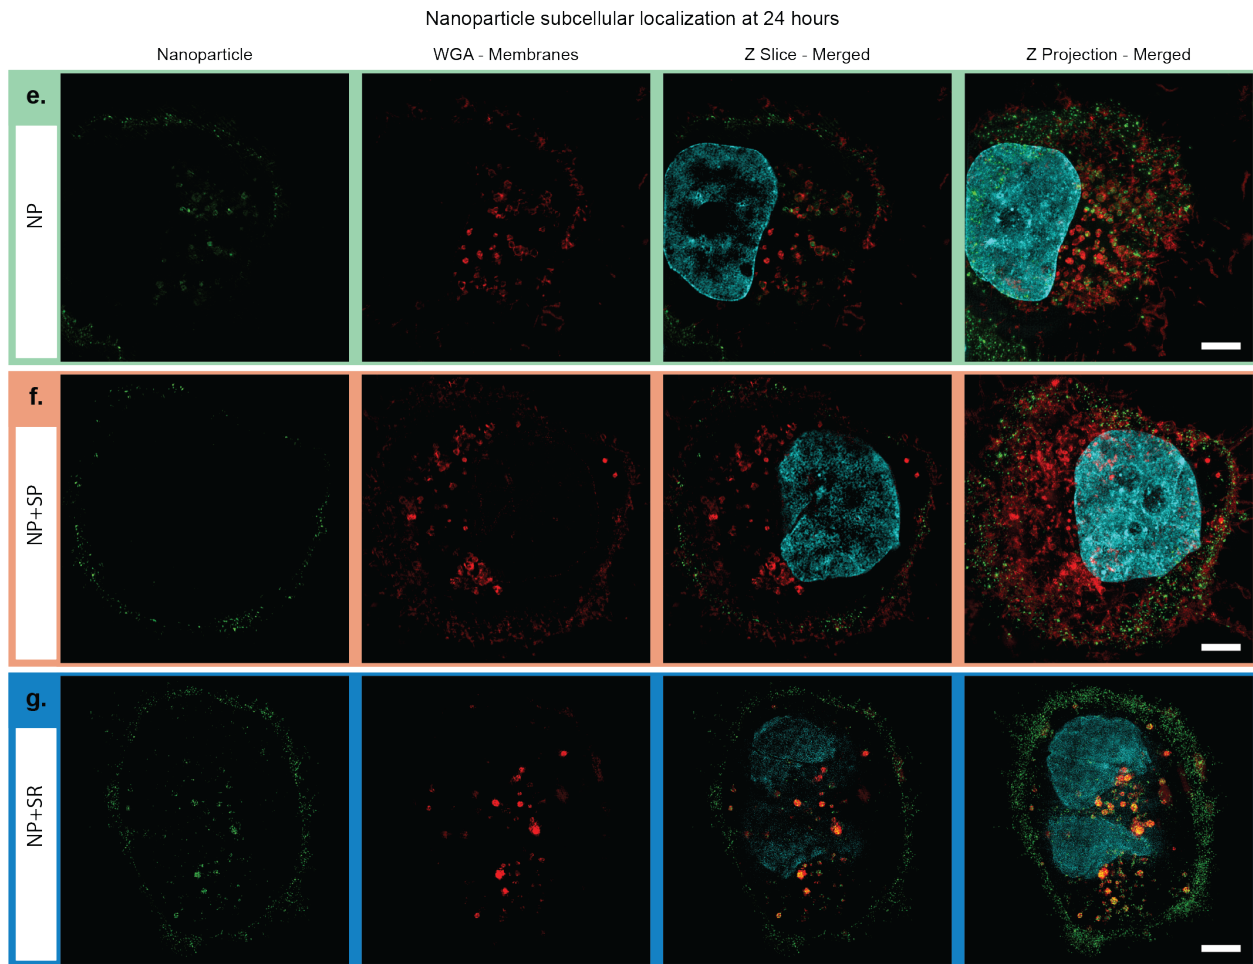 Nanoparticle subcellular localization at 24 hours
Nanoparticle
WGA - Membranes
Z Slice - Merged
Z Projection - Merged
e.
NP
f.
NP+SP
g.
NP+SR